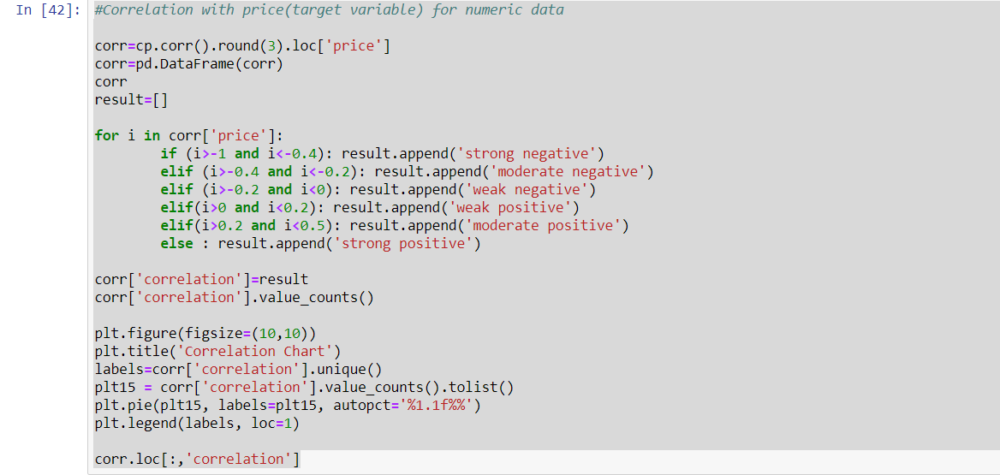 In [42]: #Correlation with price(target variable) for numeric data
corr=cp.corr().round(3).loc['price']
corr=pd.DataFrame(corr)
corr
result=[]
for i in corr['price']:
        if (i>-1 and i<-0.4): result.append('strong negative')
        elif (i>-0.4 and i<-0.2): result.append('moderate negative')
        elif (i>-0.2 and i<0): result.append('weak negative')
        elif(i>0 and i<0.2): result.append('weak positive')
        elif(i>0.2 and i<0.5): result.append('moderate positive')
        else : result.append('strong positive')
corr['correlation']=result
corr['correlation'].value_counts()
plt.figure(figsize=(10,10))
plt.title('Correlation Chart')
labels=corr['correlation'].unique()
plt15 = corr['correlation'].value_counts().tolist()
plt.pie(plt15, labels=plt15, autopct='%1.1f%%')
plt.legend(labels, loc=1)
corr.loc[:,'correlation']